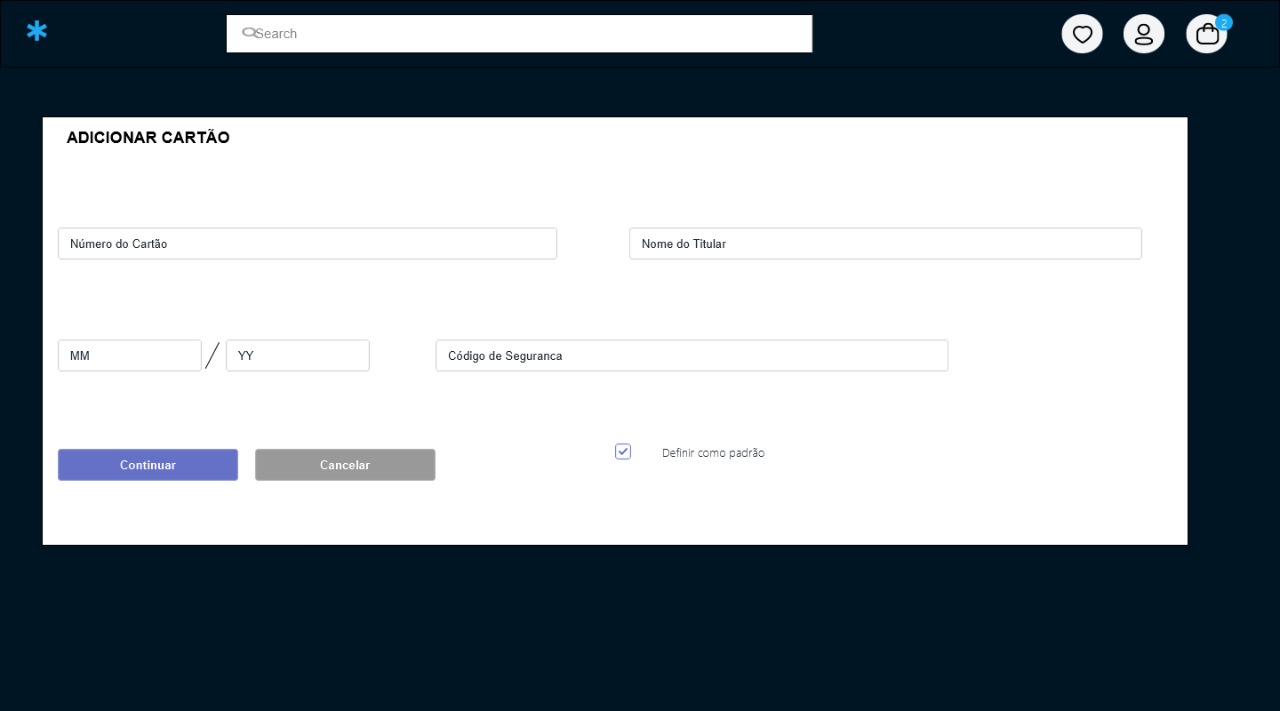 Search
2
ADICIONAR CARTÃO
Número do Cartão
Nome do Titular
MM / YY
Código de Seguranca
Continuar
Cancelar
Definir como padrão